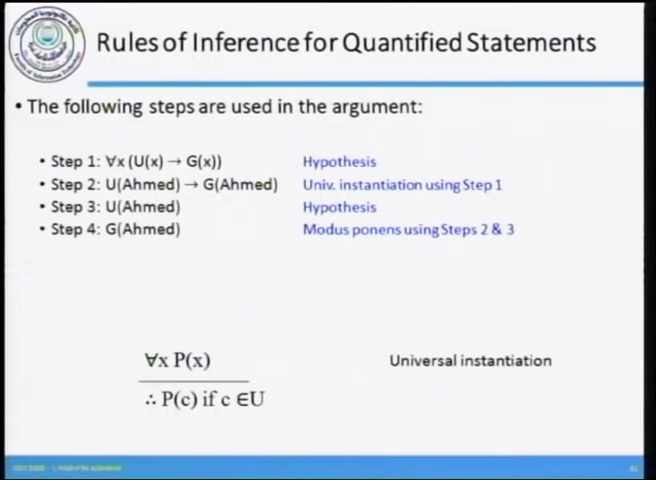 Rules of Inference for Quantified Statements
• The following steps are used in the argument:
• Step 1: ∀x (U(x) → G(x)) Hypothesis
• Step 2: U(Ahmed) → G(Ahmed) Univ. instantiation using Step 1
• Step 3: U(Ahmed) Hypothesis
• Step 4: G(Ahmed) Modus ponens using Steps 2 & 3
∀x P(x) Universal instantiation
∴ P(c) if c ∈U